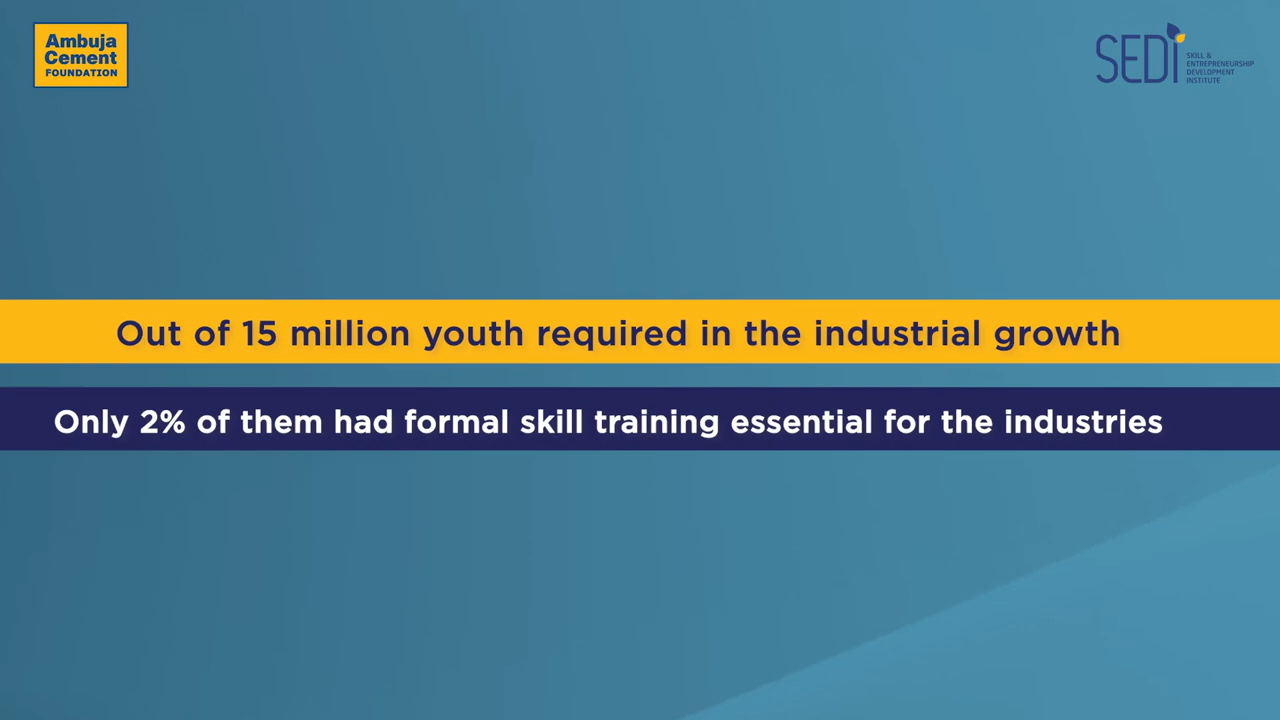 Ambuja
Cement
FOUNDATION
SEDI
SKILL &
ENTREPRENEURSHIP
DEVELOPMENT
INSTITUTE
Out of 15 million youth required in the industrial growth
Only 2% of them had formal skill training essential for the industries